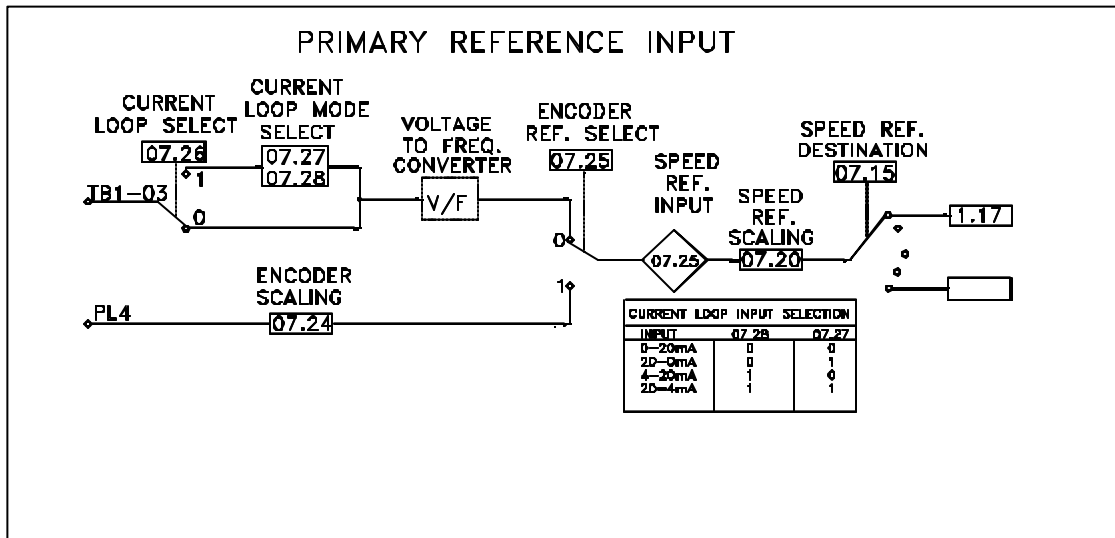 PRIMARY REFERENCE INPUT
CURRENT
LOOP SELECT
07.26
CURRENT
LOOP MODE
SELECT
07.27
07.28
VOLTAGE
TO FREQ.
CONVERTER
V/F
ENCODER
REF. SELECT
07.25
SPEED
REF.
INPUT
07.25
SPEED
REF.
SCALING
07.20
SPEED REF.
DESTINATION
07.15
1.17
TB1-03
1
0
0
1
ENCODER
SCALING
07.24
PL4
CURRENT LOOP INPUT SELECTION
INPUT 07.28 07.27
0-20mA 0 0
20-0mA 0 1
4-20mA 1 0
20-4mA 1 1